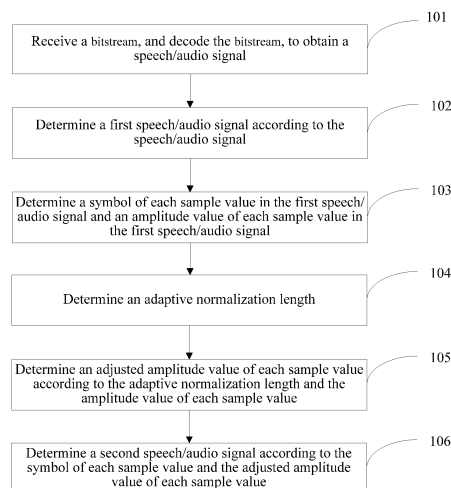 101
Receive a bitstream, and decode the bitstream, to obtain a
speech/audio signal
102
Determine a first speech/audio signal according to the
speech/audio signal
103
Determine a symbol of each sample value in the first speech/
audio signal and an amplitude value of each sample value in
the first speech/audio signal
104
Determine an adaptive normalization length
105
Determine an adjusted amplitude value of each sample value
according to the adaptive normalization length and the
amplitude value of each sample value
106
Determine a second speech/audio signal according to the
symbol of each sample value and the adjusted amplitude
value of each sample value